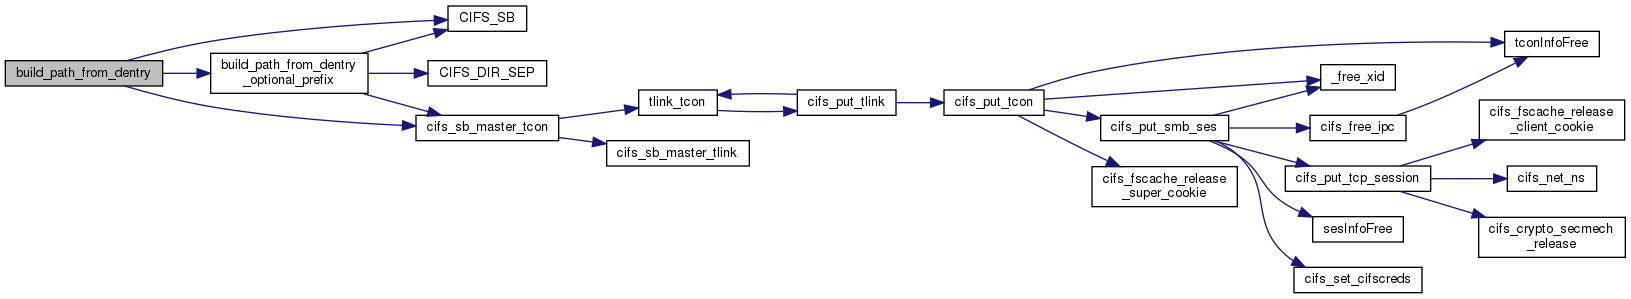 build_path_from_dentry
CIFS_SB
build_path_from_dentry
_optional_prefix
CIFS_DIR_SEP
cifs_sb_master_tcon
tlink_tcon
cifs_sb_master_tlink
cifs_put_tlink
cifs_put_tcon
tconInfoFree
_free_xid
cifs_put_smb_ses
cifs_fscache_release
_super_cookie
cifs_free_ipc
cifs_put_tcp_session
cifs_fscache_release
_client_cookie
cifs_net_ns
cifs_crypto_secmech
_release
sesInfoFree
cifs_set_cifscreds